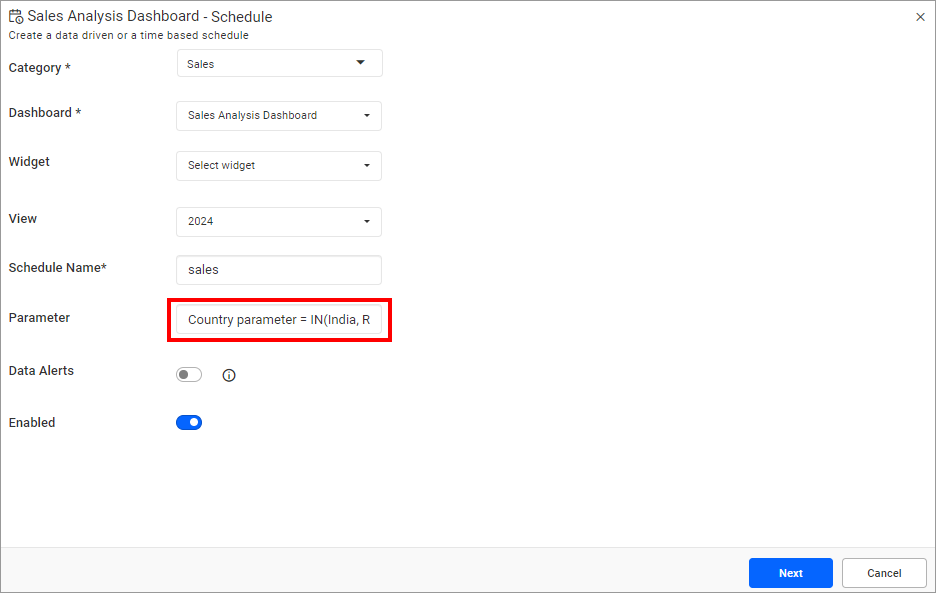 Sales Analysis Dashboard - Schedule
Create a data driven or a time based schedule
Category * Sales
Dashboard * Sales Analysis Dashboard
Widget Select widget
View 2024
Schedule Name* sales
Parameter Country parameter = IN(India, R
Data Alerts
Enabled
Next Cancel